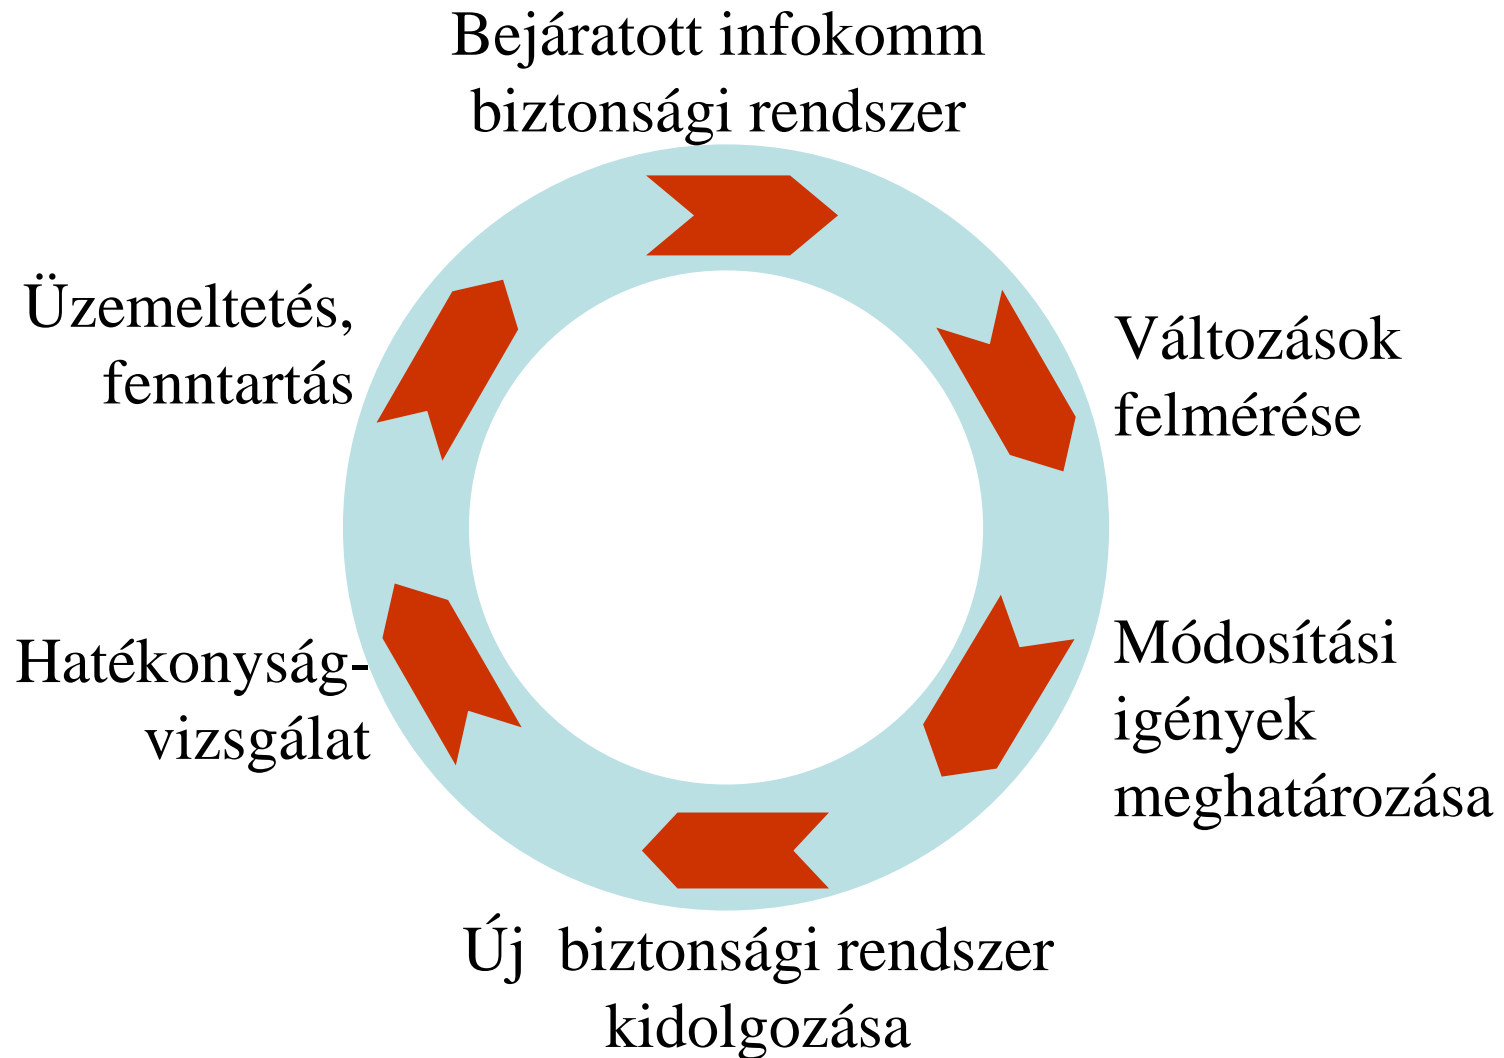 Bejáratott infokomm
biztonsági rendszer
Változások
felmérése
Módosítási
igények
meghatározása
Új biztonsági rendszer
kidolgozása
Hatékonyság-
vizsgálat
Üzemeltetés,
fenntartás